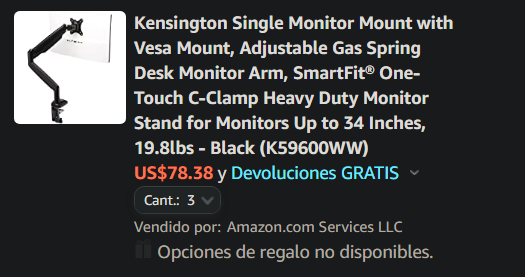 Kensington Single Monitor Mount with
Vesa Mount, Adjustable Gas Spring
Desk Monitor Arm, SmartFit® One-
Touch C-Clamp Heavy Duty Monitor
Stand for Monitors Up to 34 Inches,
19.8lbs - Black (K59600WW)
US$78.38 y Devoluciones GRATIS
Cant.: 3
Vendido por: Amazon.com Services LLC
Opciones de regalo no disponibles.